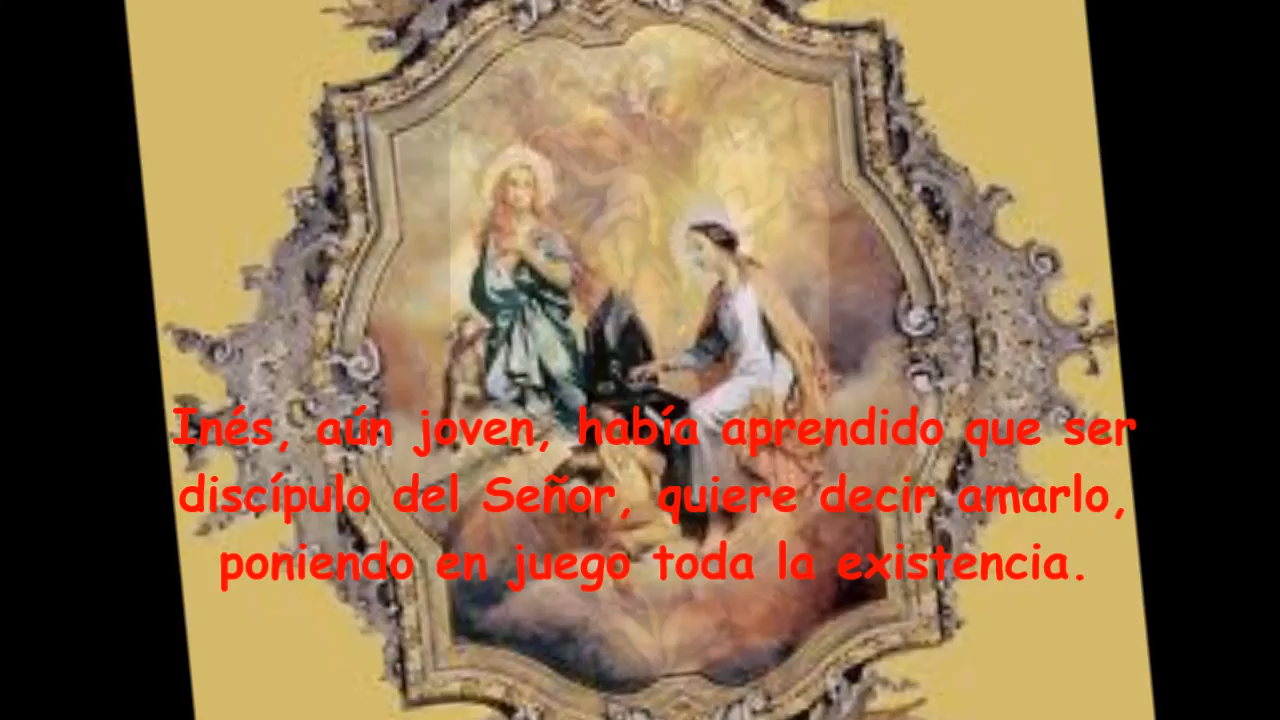 Inés, aún joven, había aprendido que ser
discípulo del Señor, quiere decir amarlo,
poniendo en juego toda la existencia.